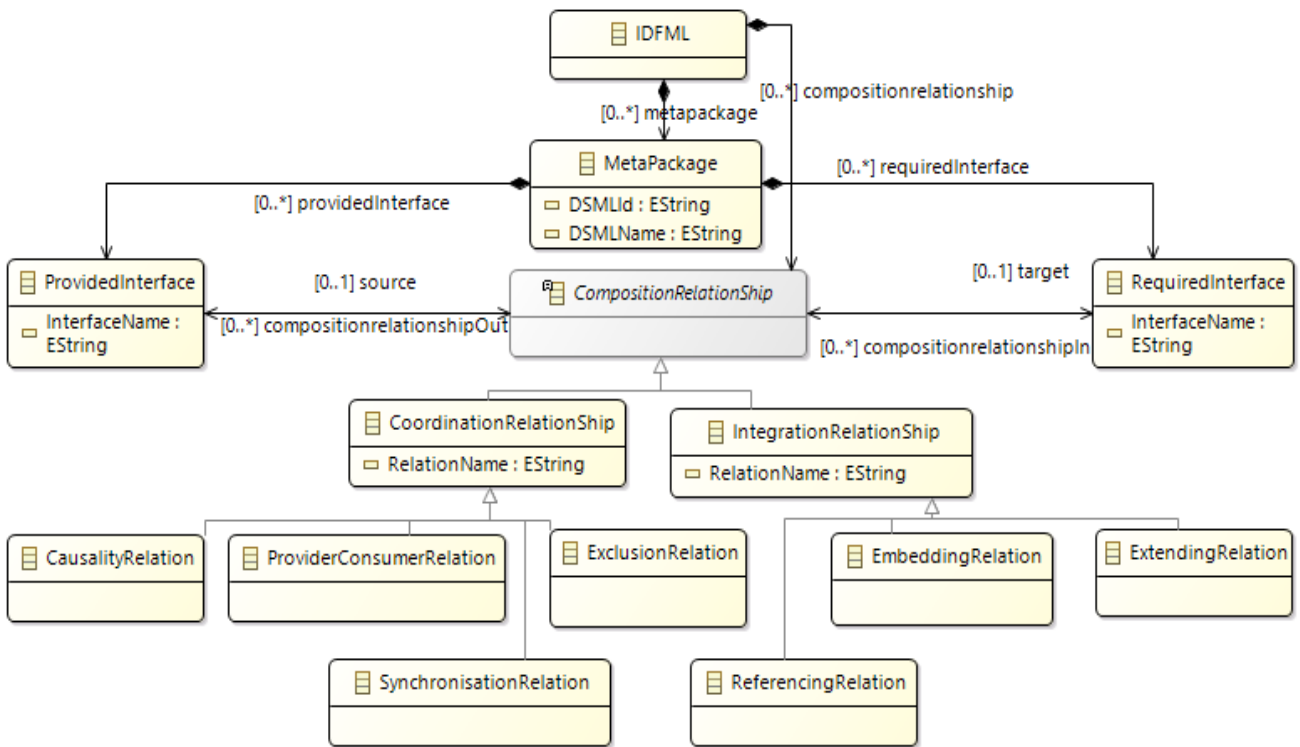 IDFML
[0..*] compositionrelationship
[0..*] metapackage
MetaPackage
DSMLId : EString
DSMLName : EString
[0..*] requiredInterface
[0..*] providedInterface
ProvidedInterface
InterfaceName :
EString
[0..1] source
[0..*] compositionrelationshipOut
CompositionRelationShip
[0..1] target
[0..*] compositionrelationshipIn
RequiredInterface
InterfaceName :
EString
CoordinationRelationShip
RelationName : EString
IntegrationRelationShip
RelationName : EString
CausalityRelation
ProviderConsumerRelation
ExclusionRelation
EmbeddingRelation
ExtendingRelation
SynchronisationRelation
ReferencingRelation